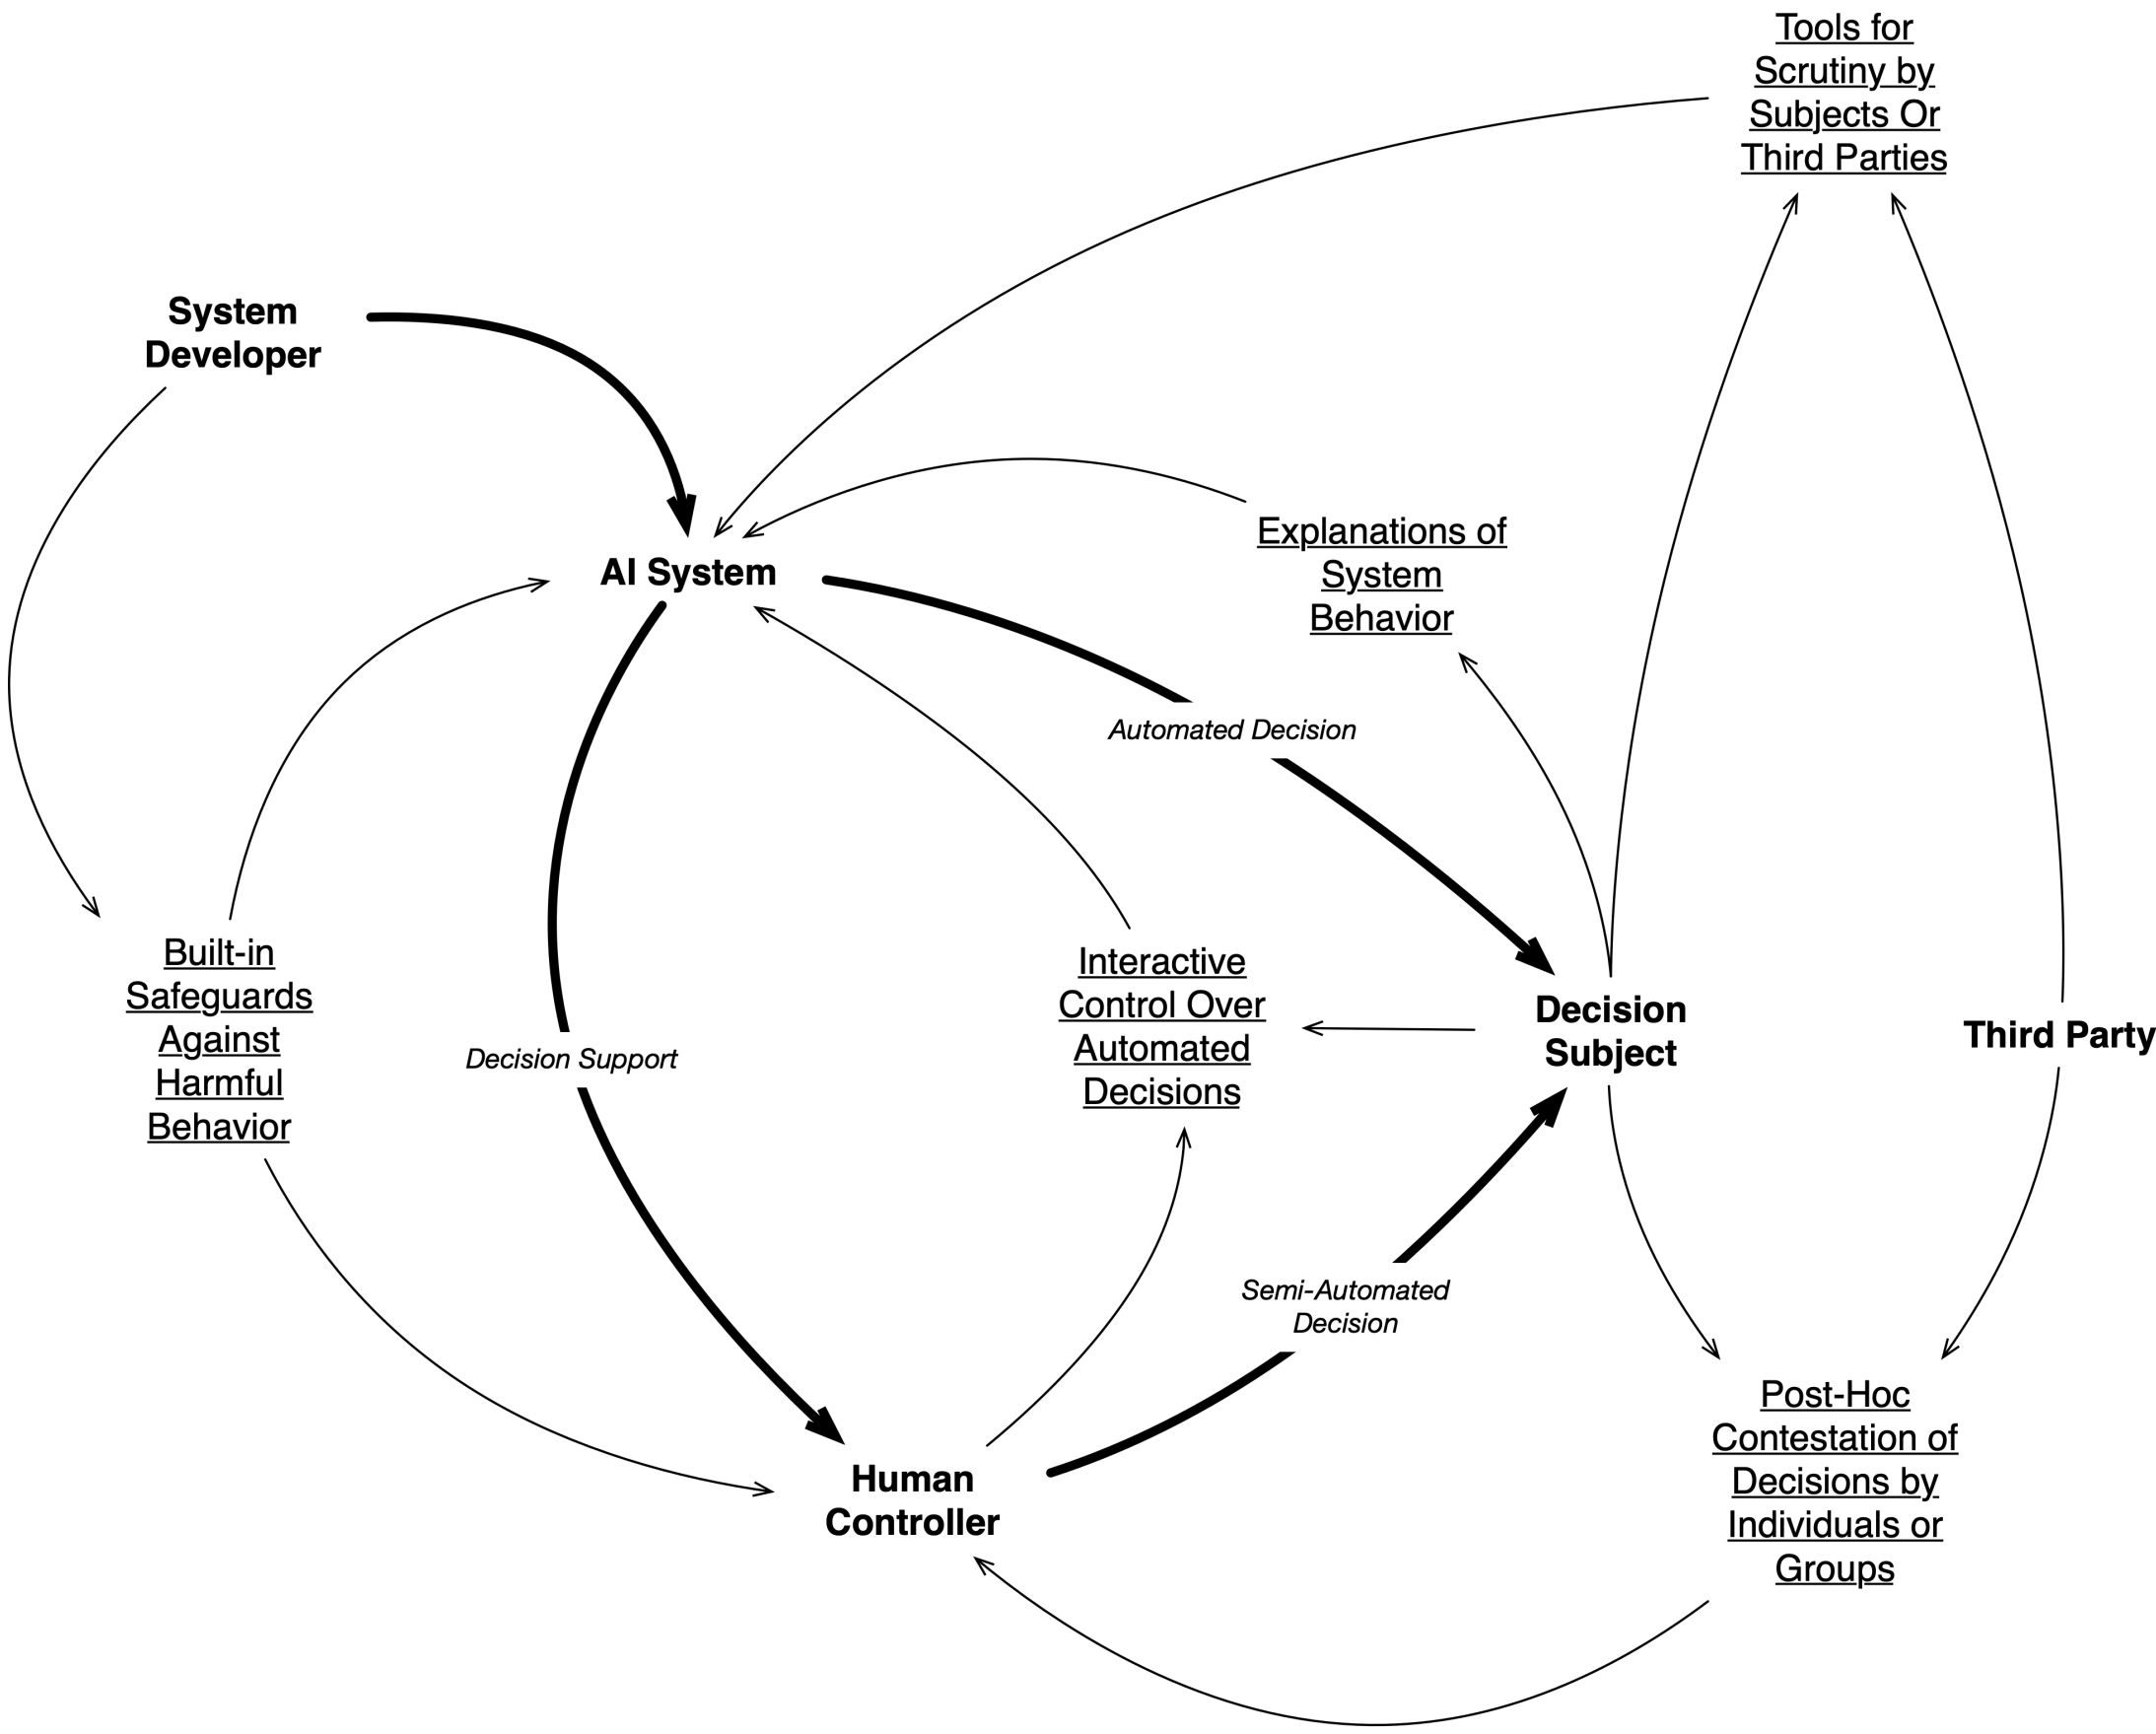 Tools for
Scrutiny by
Subjects Or
Third Parties
System
Developer
AI System
Explanations of
System
Behavior
Automated Decision
Built-in
Safeguards
Against
Harmful
Behavior
Decision Support
Interactive
Control Over
Automated
Decisions
Decision
Subject
Third Party
Semi-Automated
Decision
Human
Controller
Post-Hoc
Contestation of
Decisions by
Individuals or
Groups